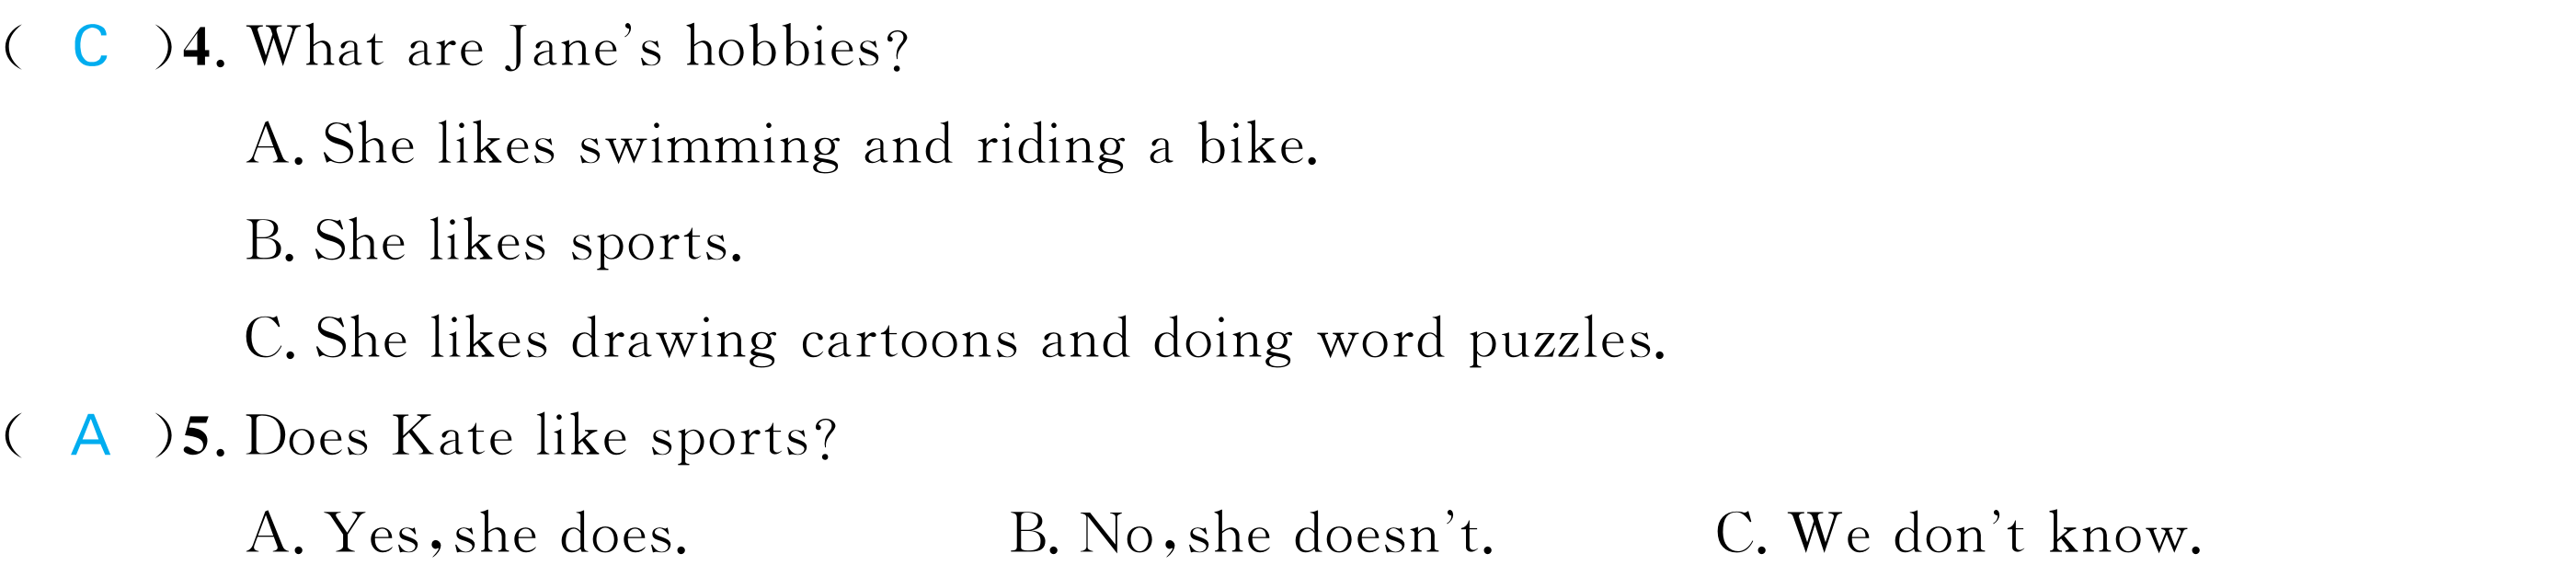 ( C )4. What are Jane's hobbies?
A. She likes swimming and riding a bike.
B. She likes sports.
C. She likes drawing cartoons and doing word puzzles.
( A )5. Does Kate like sports?
A. Yes,she does. B. No,she doesn't. C. We don't know.